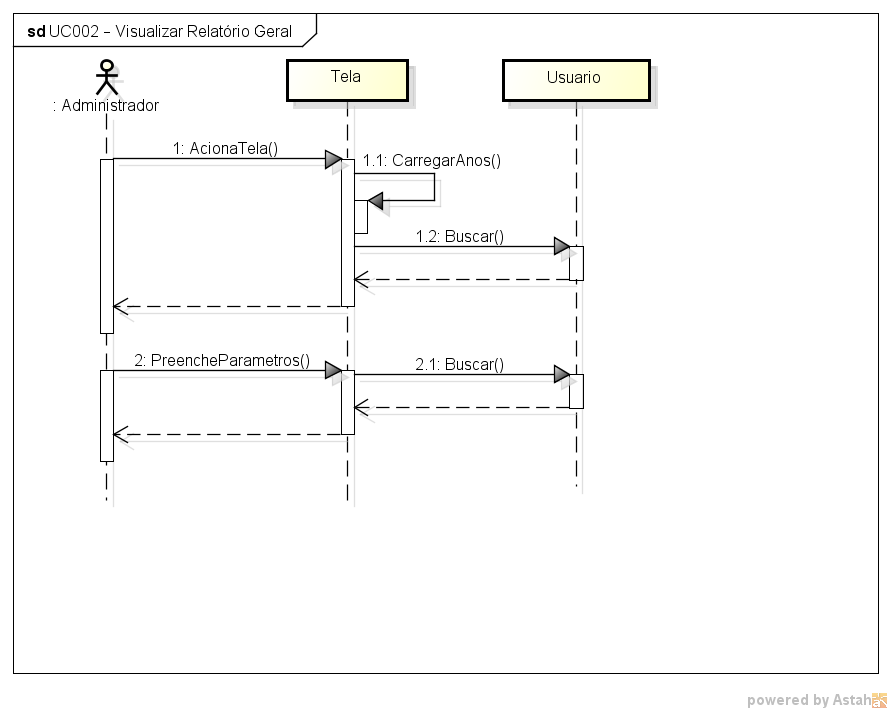 sd UC002 – Visualizar Relatório Geral
: Administrador
Tela
Usuario
1: AcionaTela()
1.1: CarregarAnos()
1.2: Buscar()
2: PreencheParametros()
2.1: Buscar()
powered by Astah